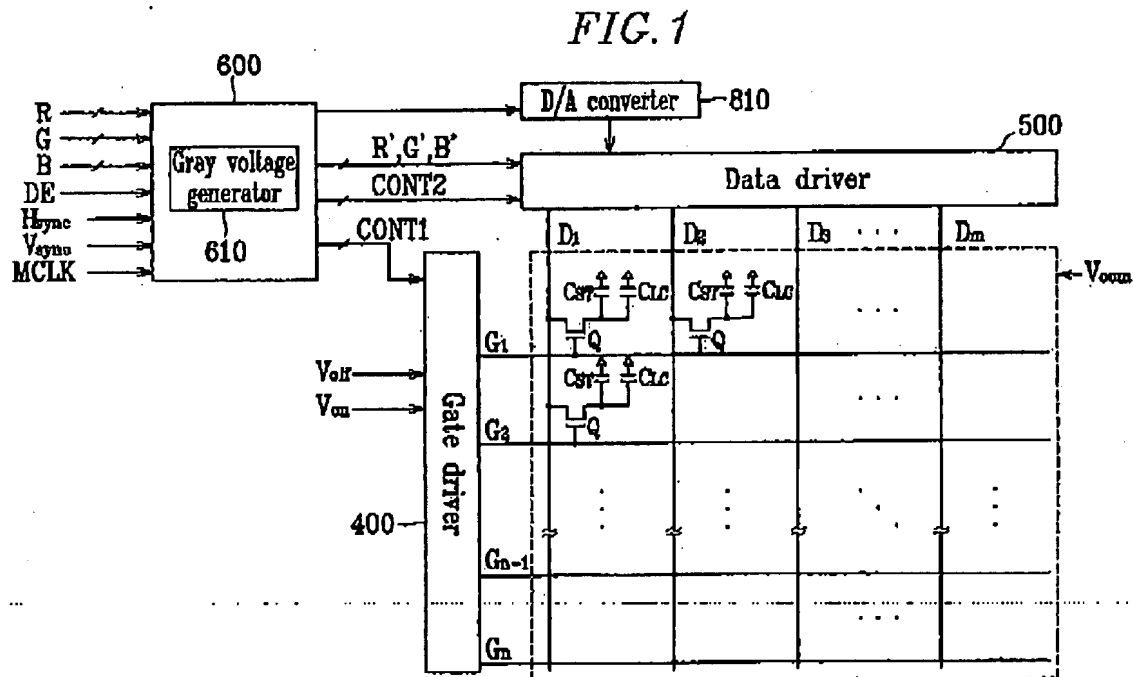 FIG. 1
600
R
G
B
DE
Hsync
Vsync
MCLK
Gray voltage
generator
610
D/A converter
810
R',G',B'
CONT2
CONT1
500
Data driver
D1 D2 D3 . . . Dm
Vcom
CST CLC CST CLC
Q Q
G1
Voff
Von
CST CLC
Q
G2
Gate driver
400
Gn-1
Gn